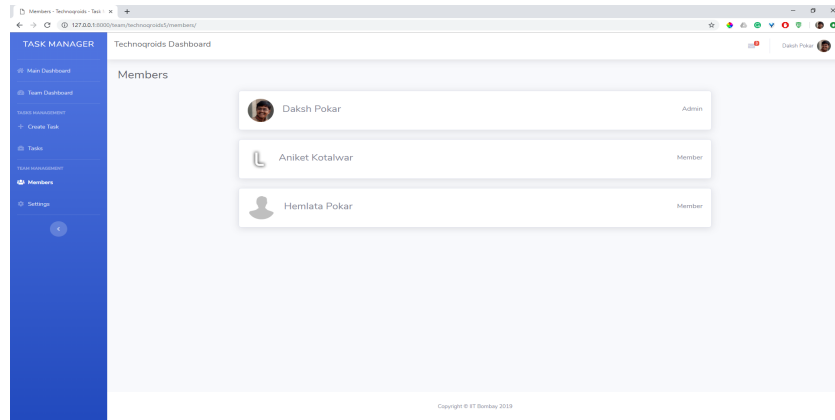 Members - Technoqroids - Task
127.0.0.1:8000/team/technoqroids5/members/
TASK MANAGER
Technoqroids Dashboard
Daksh Pokar
Main Dashboard
Team Dashboard
TASKS MANAGEMENT
Create Task
Tasks
TEAM MANAGEMENT
Members
Settings
Members
Daksh Pokar
Admin
L
Aniket Kotalwar
Member
Hemlata Pokar
Member
Copyright © IIT Bombay 2019